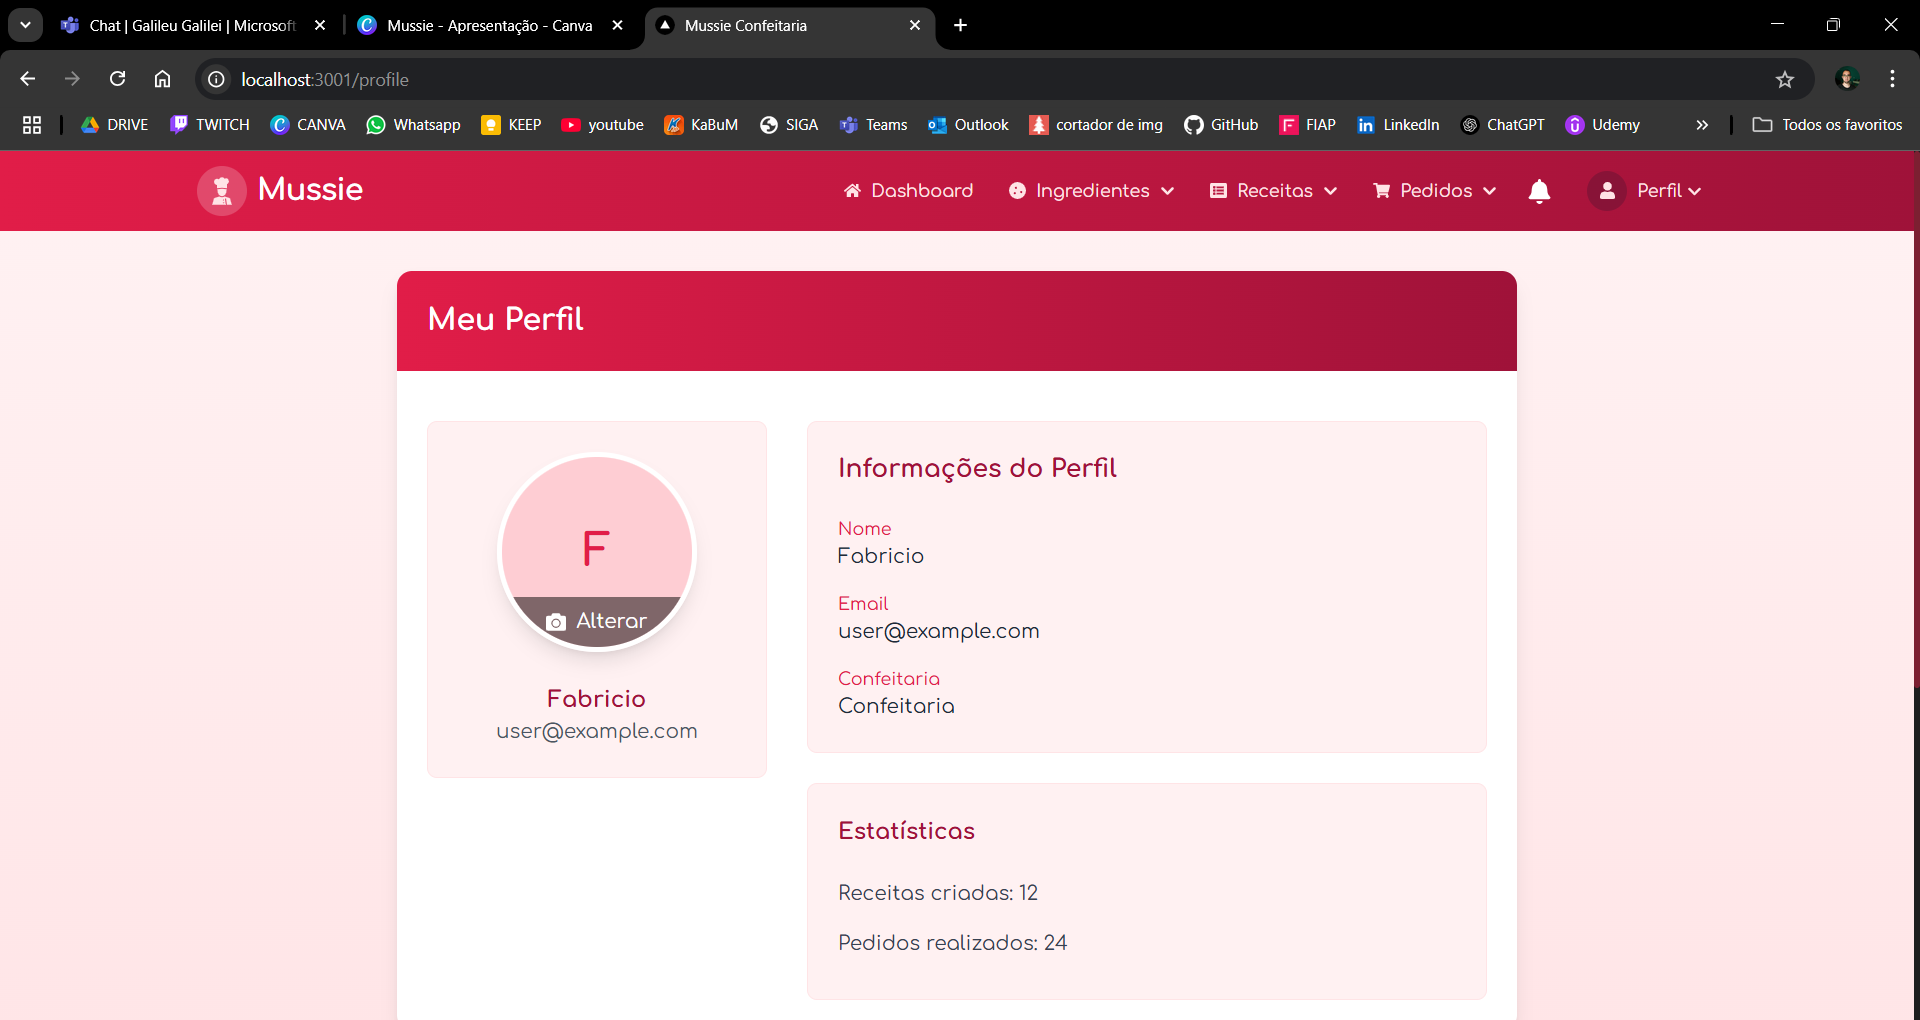 Chat | Galileu Galilei | Microsoft
Mussie - Apresentação - Canva
Mussie Confeitaria
localhost:3001/profile
DRIVE
TWITCH
CANVA
Whatsapp
KEEP
youtube
KaBuM
SIGA
Teams
Outlook
cortador de img
GitHub
FIAP
LinkedIn
ChatGPT
Udemy
Todos os favoritos
Mussie
Dashboard
Ingredientes
Receitas
Pedidos
Perfil
Meu Perfil
F
Alterar
Fabricio
user@example.com
Informações do Perfil
Nome
Fabricio
Email
user@example.com
Confeitaria
Confeitaria
Estatísticas
Receitas criadas: 12
Pedidos realizados: 24